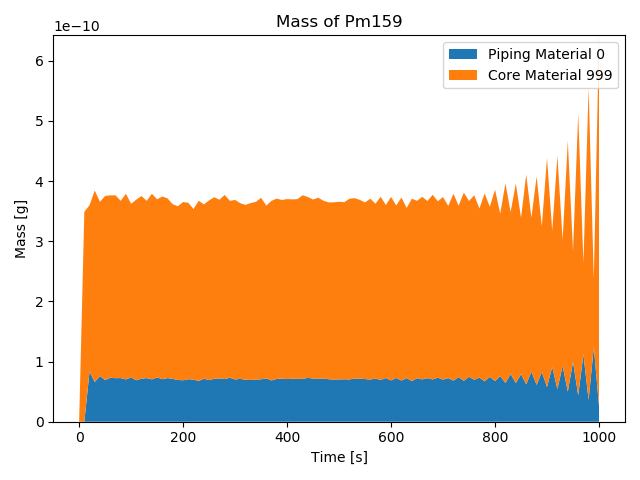 Mass of Pm159
1e−10
Piping Material 0
Core Material 999
6
5
4
3
2
1
0
Mass [g]
0 200 400 600 800 1000
Time [s]